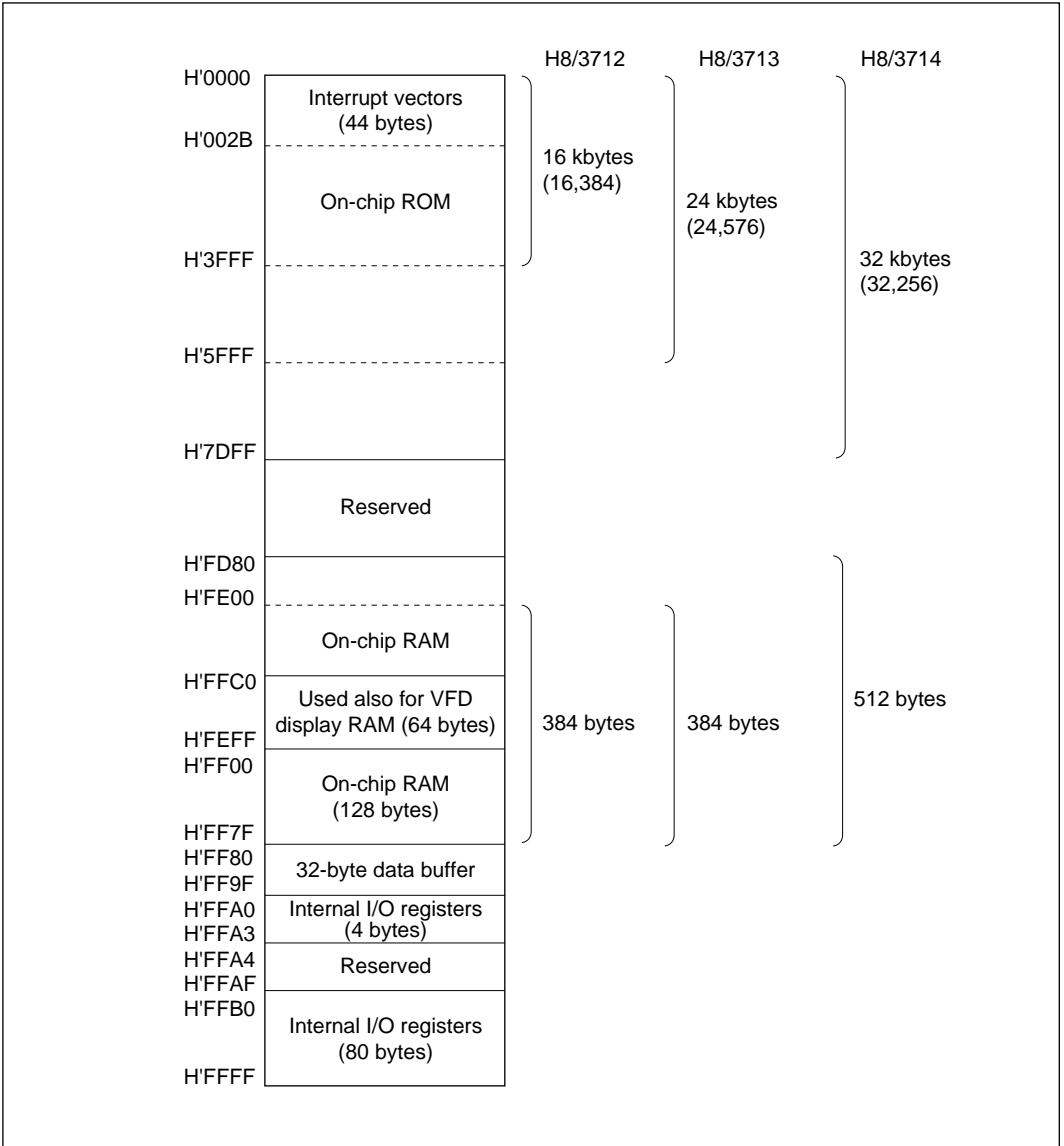 H8/3712 H8/3713 H8/3714
H'0000
Interrupt vectors
(44 bytes)
H'002B
16 kbytes
(16,384)
On-chip ROM
24 kbytes
(24,576)
H'3FFF
32 kbytes
(32,256)
H'5FFF
H'7DFF
Reserved
H'FD80
H'FE00
On-chip RAM
H'FFC0
Used also for VFD
display RAM (64 bytes)
384 bytes
384 bytes
512 bytes
H'FEFF
H'FF00
On-chip RAM
(128 bytes)
H'FF7F
H'FF80
32-byte data buffer
H'FF9F
H'FFA0
Internal I/O registers
(4 bytes)
H'FFA3
H'FFA4
Reserved
H'FFAF
H'FFB0
Internal I/O registers
(80 bytes)
H'FFFF